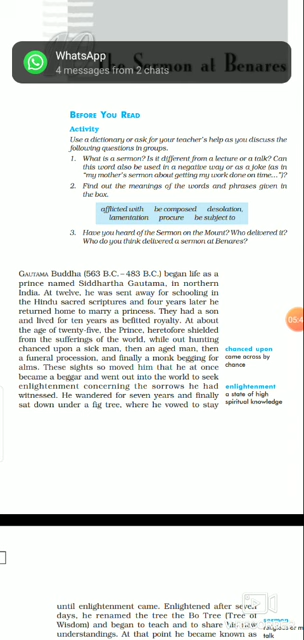 WhatsApp
4 messages from 2 chats
The Sermon at Benares
BEFORE YOU READ
Activity
Use a dictionary or ask for your teacher's help as you discuss the
following questions in groups.
1. What is a sermon? Is it different from a lecture or a talk? Can
this word also be used in a negative way or as a joke (as in
"my mother's sermon about getting my work done on time…")?
2. Find out the meanings of the words and phrases given in
the box.
afflicted with be composed desolation,
lamentation procure be subject to
3. Have you heard of the Sermon on the Mount? Who delivered it?
Who do you think delivered a sermon at Benares?
GAUTAMA Buddha (563 B.C. – 483 B.C.) began life as a
prince named Siddhartha Gautama, in northern
India. At twelve, he was sent away for schooling in
the Hindu sacred scriptures and four years later he
returned home to marry a princess. They had a son
and lived for ten years as befitted royalty. At about
the age of twenty-five, the Prince, heretofore shielded
from the sufferings of the world, while out hunting
chanced upon a sick man, then an aged man, then
a funeral procession, and finally a monk begging for
alms. These sights so moved him that he at once
became a beggar and went out into the world to seek
enlightenment concerning the sorrows he had
witnessed. He wandered for seven years and finally
sat down under a fig tree, where he vowed to stay
chanced upon
came across by
chance
enlightenment
a state of high
spiritual knowledge
05:4
until enlightenment came. Enlightened after seven
days, he renamed the tree the Bo Tree (Tree of
Wisdom) and began to teach and to share his new
understandings. At that point he became known as
religious or m
talk